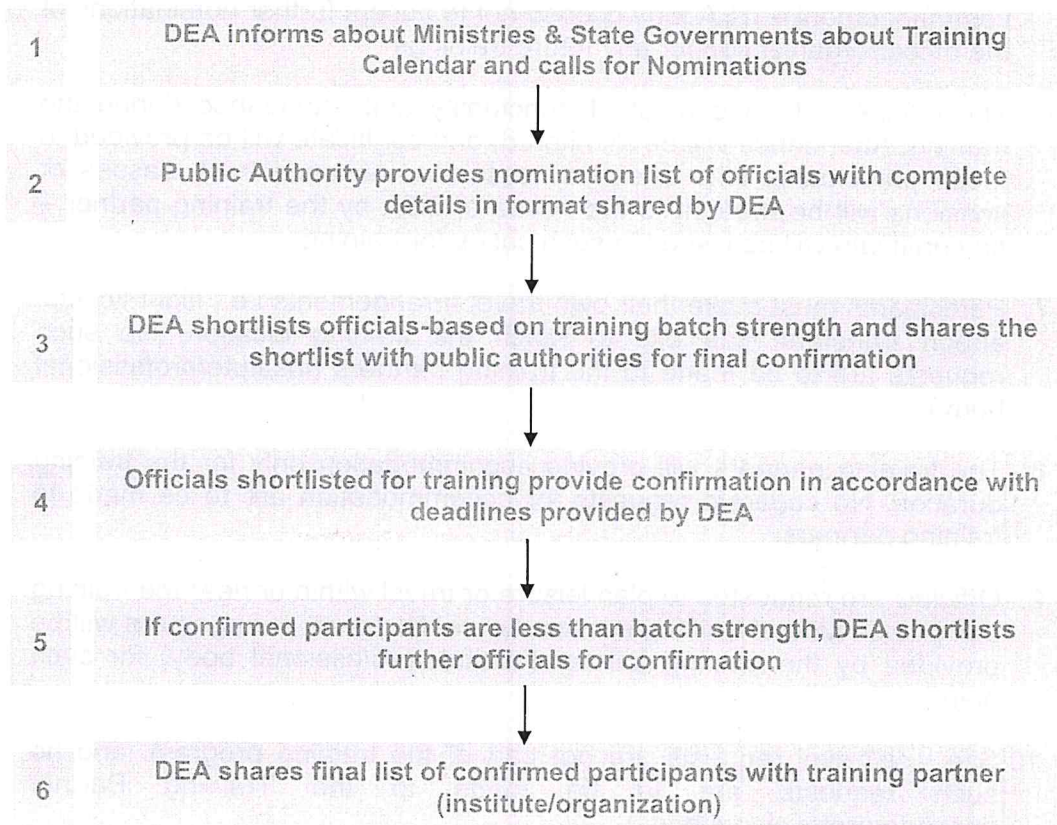 1
DEA informs about Ministries & State Governments about Training
Calendar and calls for Nominations
2
Public Authority provides nomination list of officials with complete
details in format shared by DEA
3
DEA shortlists officials-based on training batch strength and shares the
shortlist with public authorities for final confirmation
4
Officials shortlisted for training provide confirmation in accordance with
deadlines provided by DEA
5
If confirmed participants are less than batch strength, DEA shortlists
further officials for confirmation
6
DEA shares final list of confirmed participants with training partner
(institute/organization)